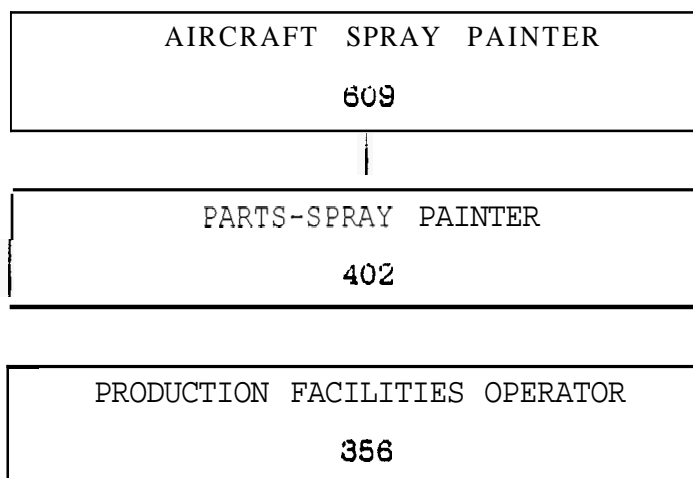 AIRCRAFT SPRAY PAINTER
609
PARTS-SPRAY PAINTER
402
PRODUCTION FACILITIES OPERATOR
356